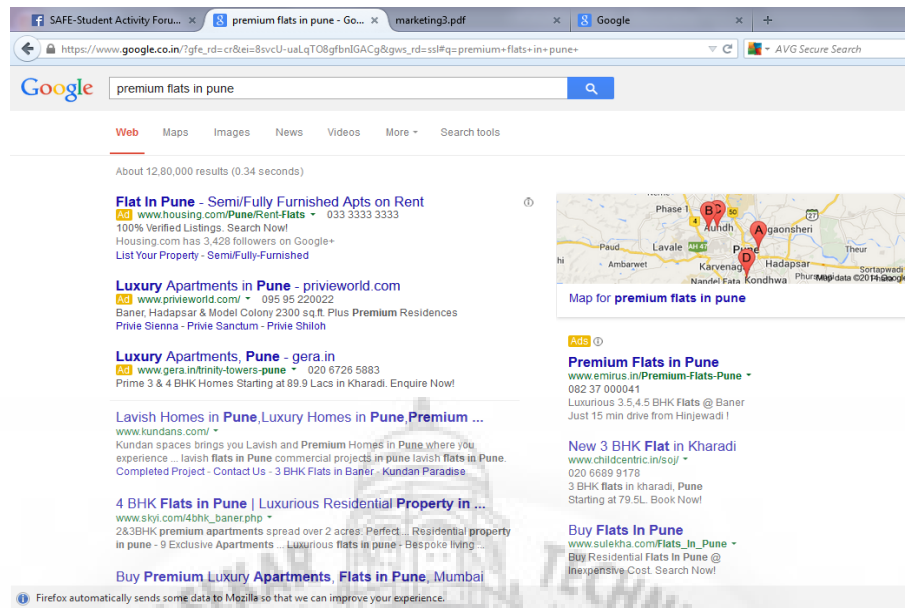 SAFE-Student Activity Foru... ×
premium flats in pune - Go... ×
marketing3.pdf ×
Google × +
https://www.google.co.in/?gfe_rd=cr&ei=8svcU-uaLqTO8gfbnIGACg&gws_rd=ssl#q=premium+flats+in+pune+
AVG Secure Search
Google
premium flats in pune
Web Maps Images News Videos More Search tools
About 12,80,000 results (0.34 seconds)
Flat In Pune - Semi/Fully Furnished Apts on Rent
Ad www.housing.com/Pune/Rent-Flats 033 3333 3333
100% Verified Listings. Search Now!
Housing.com has 3,428 followers on Google+
List Your Property - Semi/Fully-Furnished
Luxury Apartments in Pune - privieworld.com
Ad www.privieworld.com/ 095 95 220022
Baner, Hadapsar & Model Colony 2300 sq.ft. Plus Premium Residences
Privie Sienna - Privie Sanctum - Privie Shiloh
Luxury Apartments, Pune - gera.in
Ad www.gera.in/trinity-towers-pune 020 6726 5883
Prime 3 & 4 BHK Homes Starting at 89.9 Lacs in Kharadi. Enquire Now!
Lavish Homes in Pune,Luxury Homes in Pune,Premium ...
www.kundans.com/
Kundan spaces brings you Lavish and Premium Homes in Pune where you
experience ... lavish flats in Pune commercial projects in pune lavish flats in Pune.
Completed Project - Contact Us - 3 BHK Flats in Baner - Kundan Paradise
4 BHK Flats in Pune | Luxurious Residential Property in ...
www.skyi.com/4bhk_baner.php
2&3BHK premium apartments spread over 2 acres. Perfect ... Residential property
in pune - 9 Exclusive Apartments ... Luxurious flats in pune - Bespoke living ...
Buy Premium Luxury Apartments, Flats in Pune, Mumbai
Phase 1 B 50 27
4 Aundh A gaonsheri
Paud Lavale AH 47 Pune Theur
hi Ambarwet Karvenag D Hadapsar Sortapwadi
Nanded Fata Kondhwa Map data ©2014 Google
Map for premium flats in pune
Ads
Premium Flats in Pune
www.emirus.in/Premium-Flats-Pune
082 37 000041
Luxurious 3.5,4.5 BHK Flats @ Baner
Just 15 min drive from Hinjewadi !
New 3 BHK Flat in Kharadi
www.childcentric.in/soj/
020 6689 9178
3 BHK flats in kharadi, Pune
Starting at 79.5L. Book Now!
Buy Flats In Pune
www.sulekha.com/Flats_In_Pune
Buy Residential Flats In Pune @
Inexpensive Cost. Search Now!
Firefox automatically sends some data to Mozilla so that we can improve your experience.